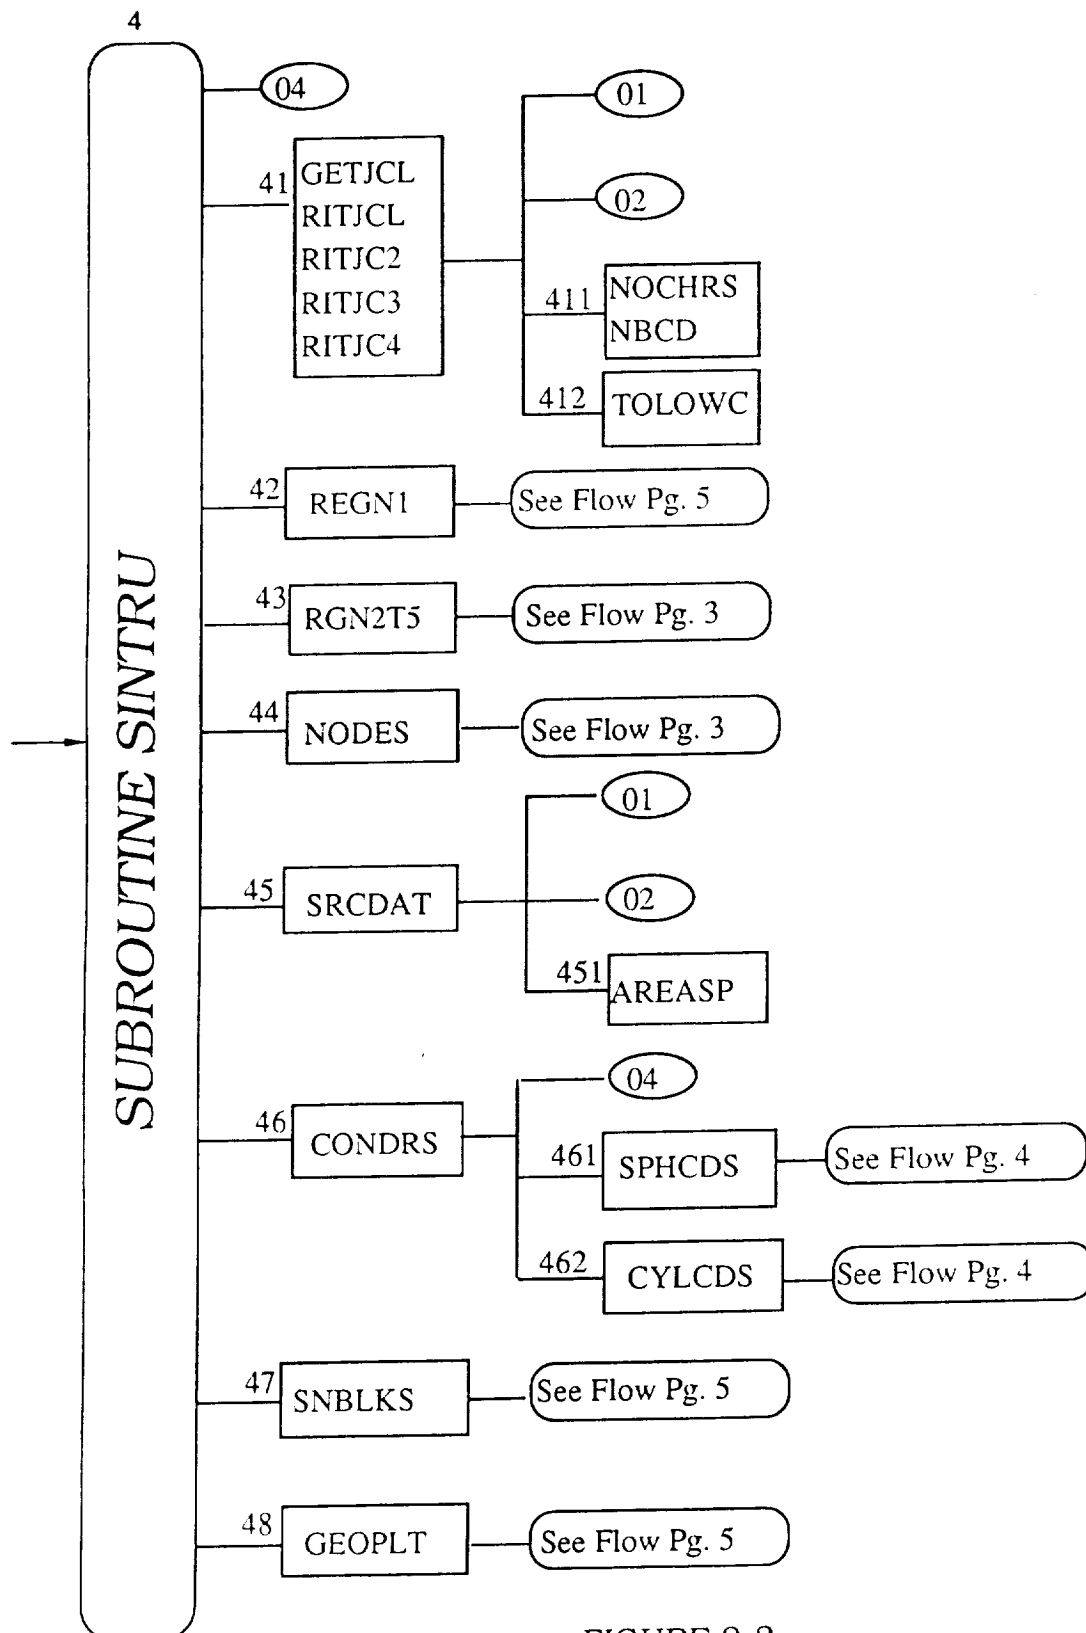 4
04
41
GETJCL
RITJCL
RITJC2
RITJC3
RITJC4
01
02
411
NOCHRS
NBCD
412
TOLOWC
42
REGN1
See Flow Pg. 5
43
RGN2T5
See Flow Pg. 3
44
NODES
See Flow Pg. 3
SUBROUTINE SINTRU
45
SRCDAT
01
02
451
AREASP
46
CONDRS
04
461
SPHCDS
See Flow Pg. 4
462
CYLCDS
See Flow Pg. 4
47
SNBLKS
See Flow Pg. 5
48
GEOPLT
See Flow Pg. 5
FIGURE